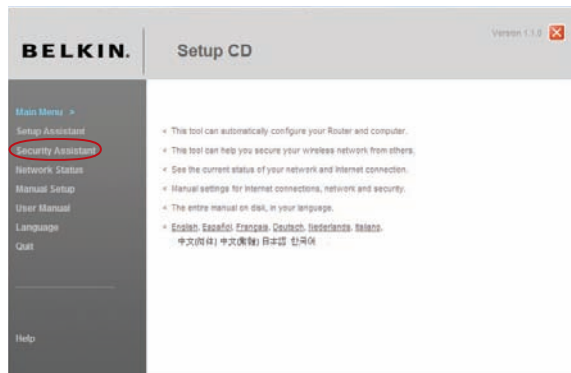 BELKIN.
Setup CD
Version 1.1.0
Main Menu >
Setup Assistant
« This tool can automatically configure your Router and computer.
Security Assistant
« This tool can help you secure your wireless network from others.
Network Status
« See the current status of your network and Internet connection.
Manual Setup
« Manual settings for Internet connections, network and security.
User Manual
« The entire manual on disk, in your language.
Language
« English, Español, Français, Deutsch, Nederlands, Italiano,
Quit
中文(简体) 中文(繁體) 日本語 한국어
Help